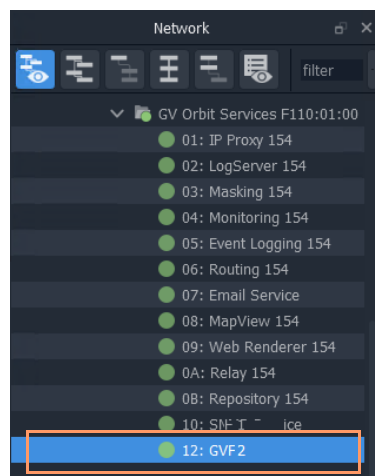 Network
filter
GV Orbit Services F110:01:00
01: IP Proxy 154
02: LogServer 154
03: Masking 154
04: Monitoring 154
05: Event Logging 154
06: Routing 154
07: Email Service
08: MapView 154
09: Web Renderer 154
0A: Relay 154
0B: Repository 154
10:
12: GVF2